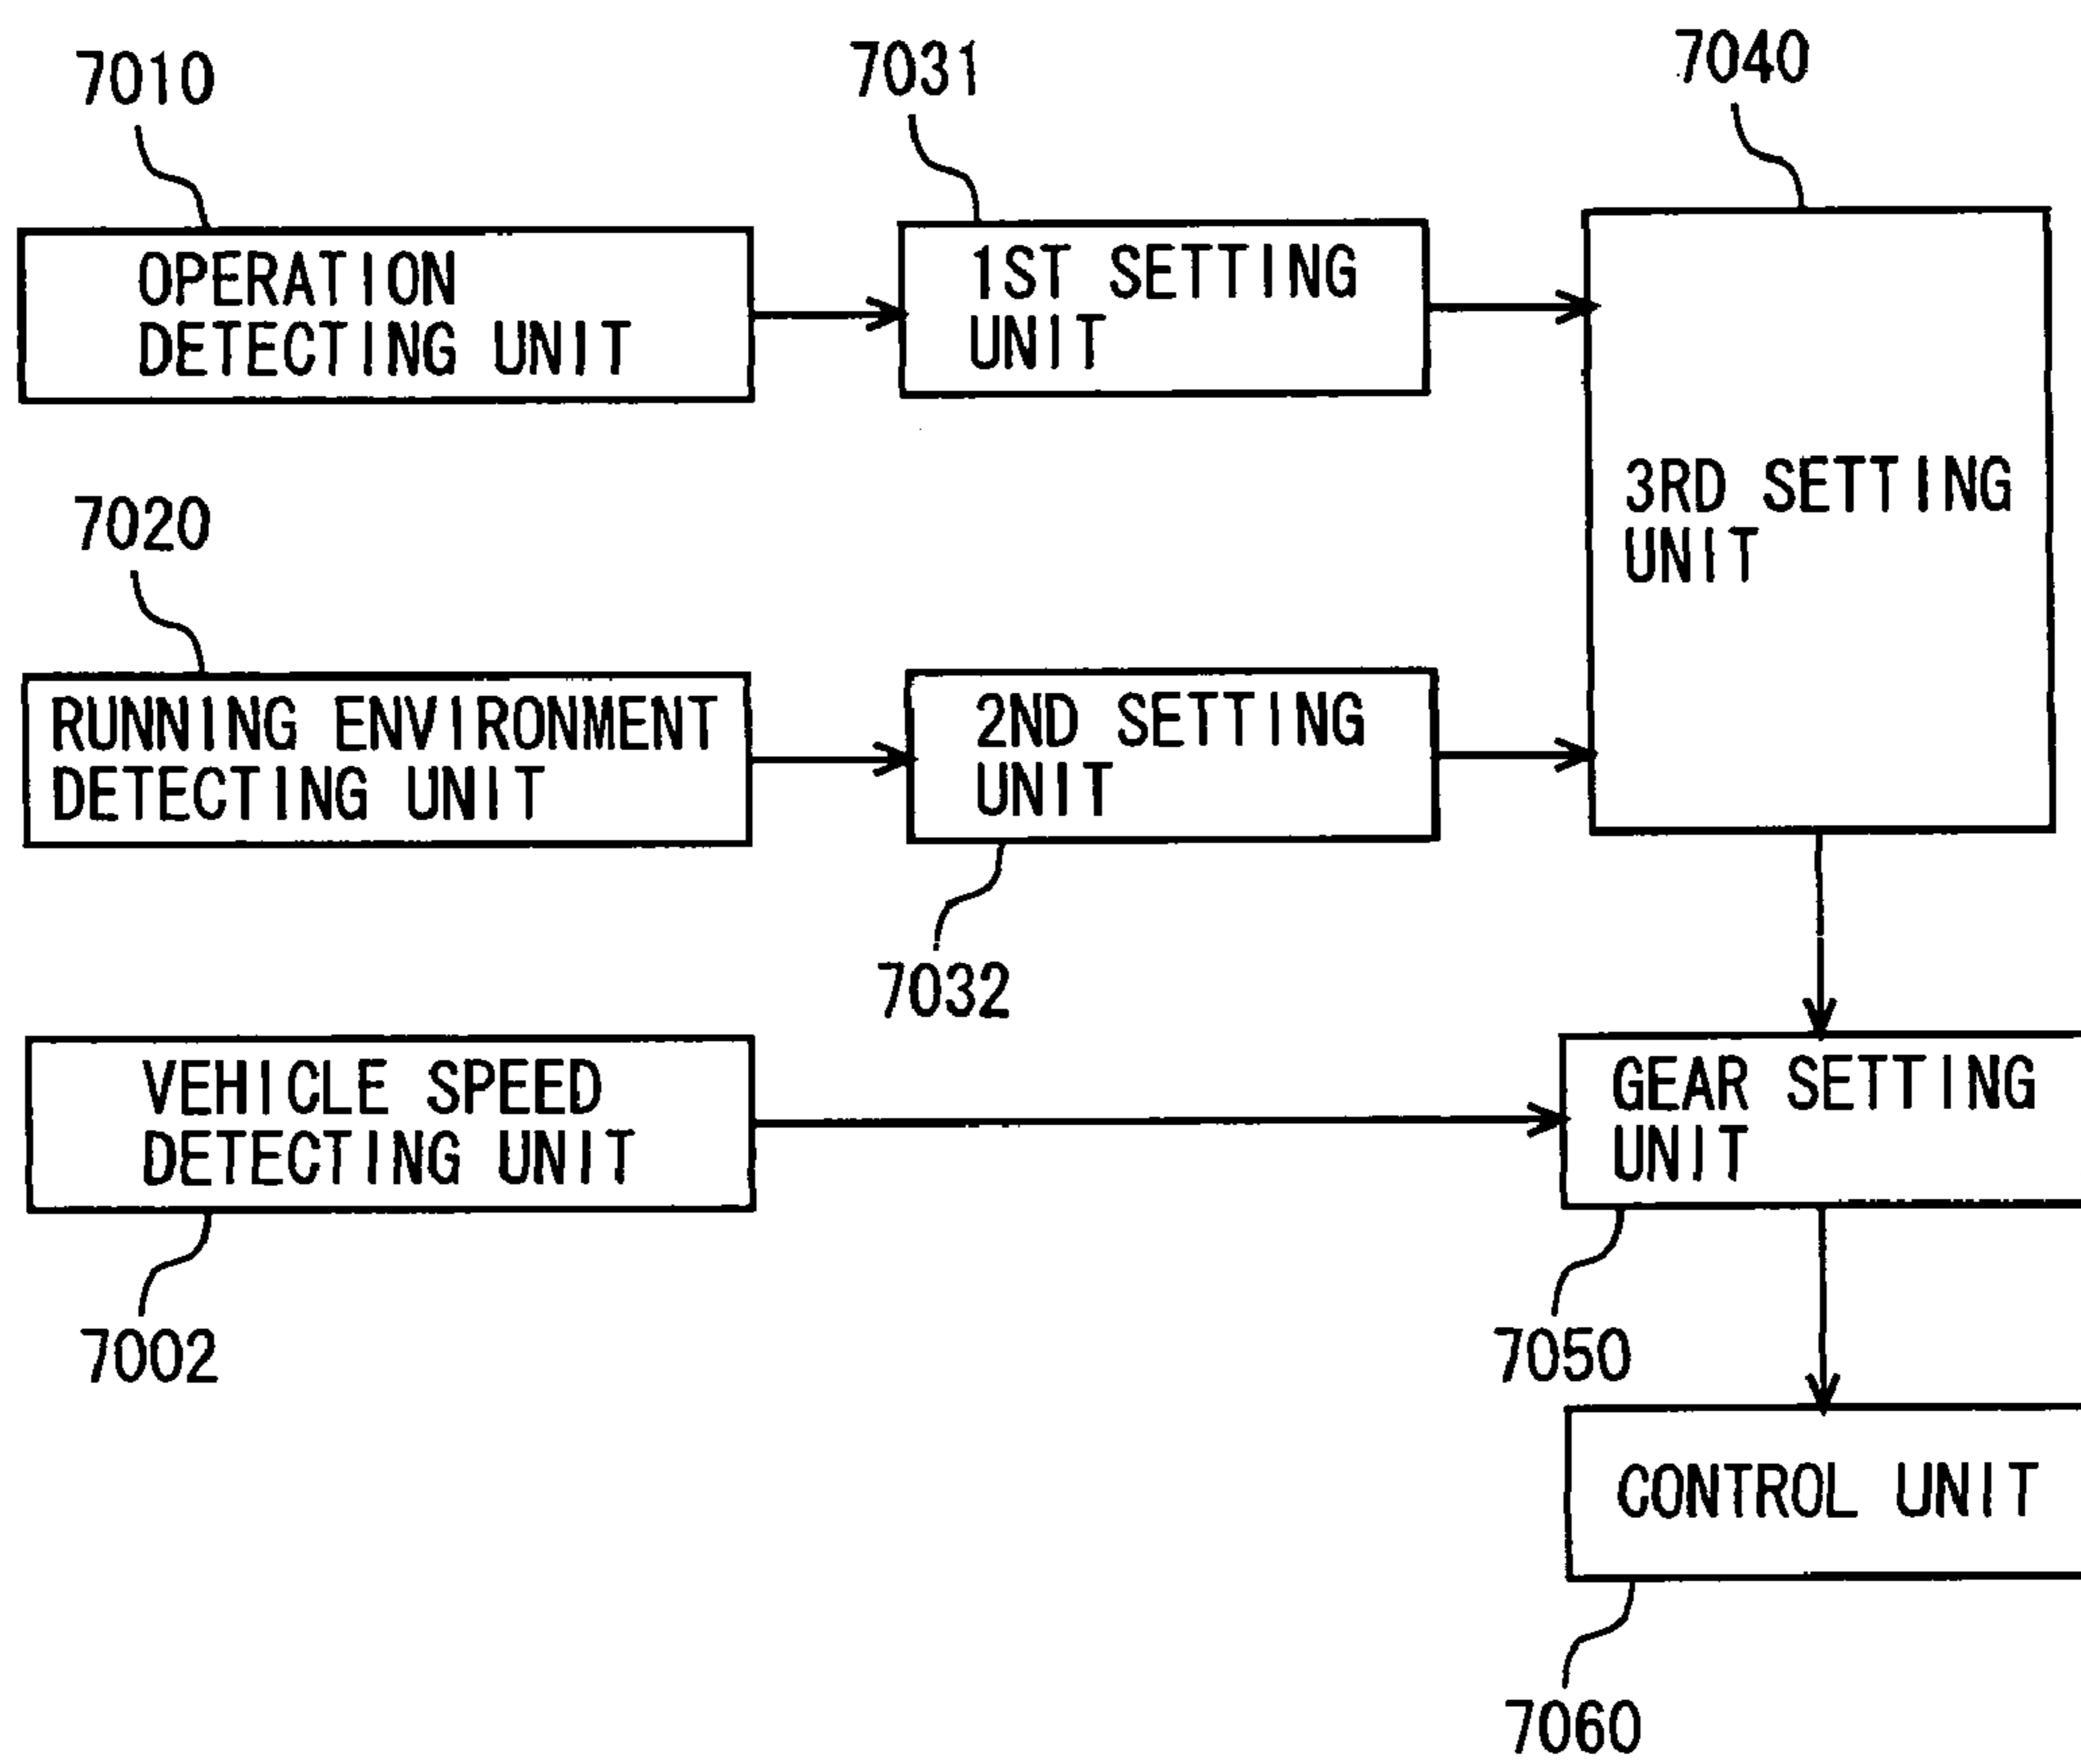 7010
7031
7040
OPERATION
DETECTING UNIT
1ST SETTING
UNIT
3RD SETTING
UNIT
7020
RUNNING ENVIRONMENT
DETECTING UNIT
2ND SETTING
UNIT
7032
VEHICLE SPEED
DETECTING UNIT
GEAR SETTING
UNIT
7002
7050
CONTROL UNIT
7060